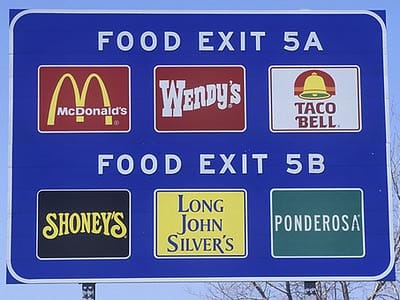 FOOD EXIT 5A
McDonald's
®
WENDY'S
TACO
BELL
FOOD EXIT 5B
SHONEY'S
LONG
JOHN
SILVER'S
PONDEROSA